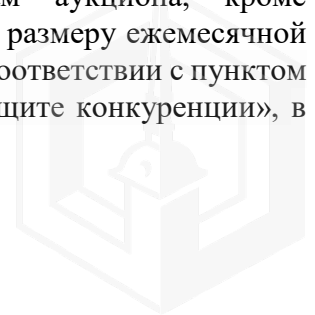 аукциона, кроме
размеру ежемесячной
оответствии с пунктом
щите конкуренции», в